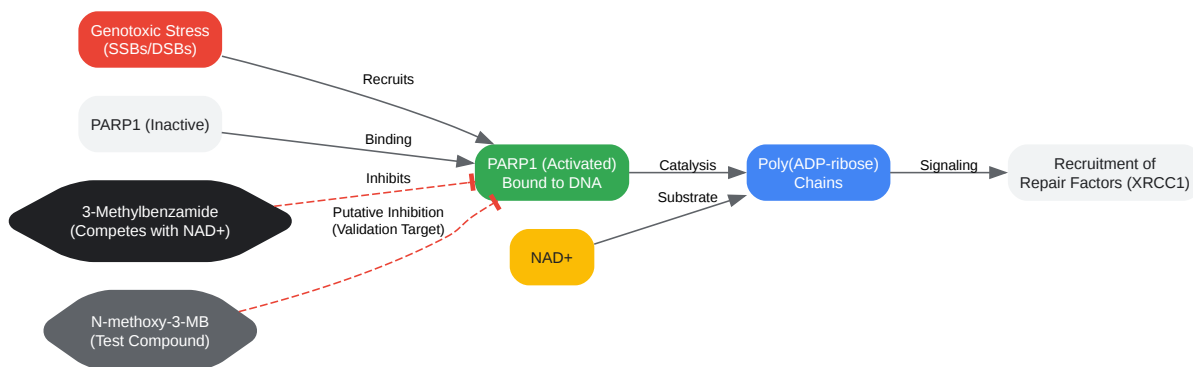 Genotoxic Stress
(SSBs/DSBs)
Recruits
PARP1 (Inactive)
Binding
PARP1 (Activated)
Bound to DNA
Catalysis
Poly(ADP-ribose)
Chains
Signaling
Recruitment of
Repair Factors (XRCC1)
Inhibits
Substrate
3-Methylbenzamide
(Competes with NAD+)
Putative Inhibition
(Validation Target)
NAD+
N-methoxy-3-MB
(Test Compound)